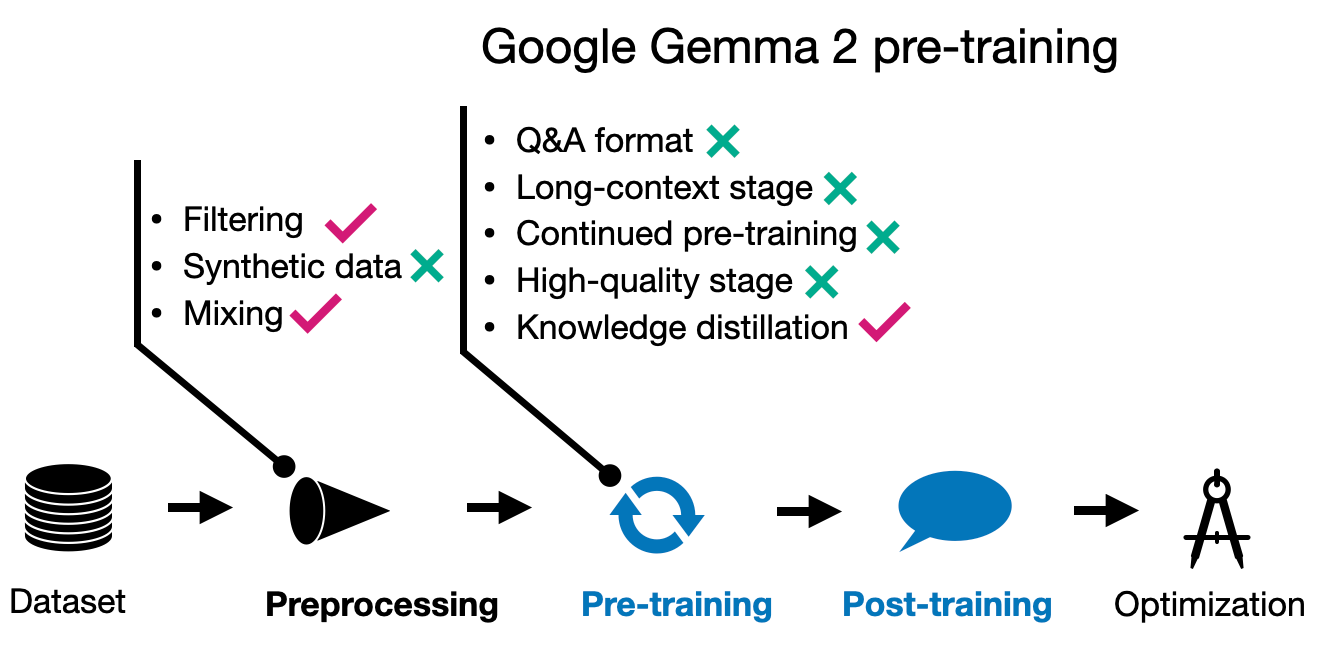 Google Gemma 2 pre-training
• Filtering
• Synthetic data
• Mixing
• Q&A format
• Long-context stage
• Continued pre-training
• High-quality stage
• Knowledge distillation
Dataset
Preprocessing
Pre-training
Post-training
Optimization